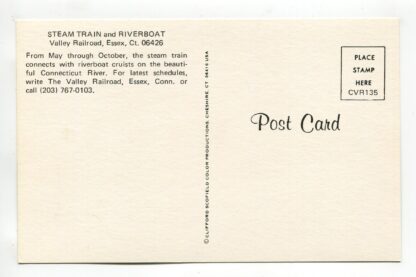 STEAM TRAIN and RIVERBOAT
Valley Railroad, Essex, Ct. 06426
From May through October, the steam train
connects with riverboat cruists on the beauti-
ful Connecticut River. For latest schedules,
write The Valley Railroad, Essex, Conn. or
call (203) 767-0103.
© CLIFFORD SCOFIELD COLOR PRODUCTIONS, CHESHIRE, CT 06410 USA
PLACE
STAMP
HERE
CVR135
Post Card